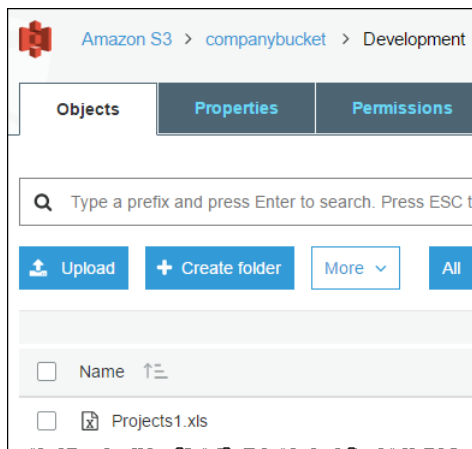 Amazon S3 > companybucket > Development
Objects Properties Permissions
Type a prefix and press Enter to search. Press ESC t
Upload + Create folder More All
Name
Projects1.xls